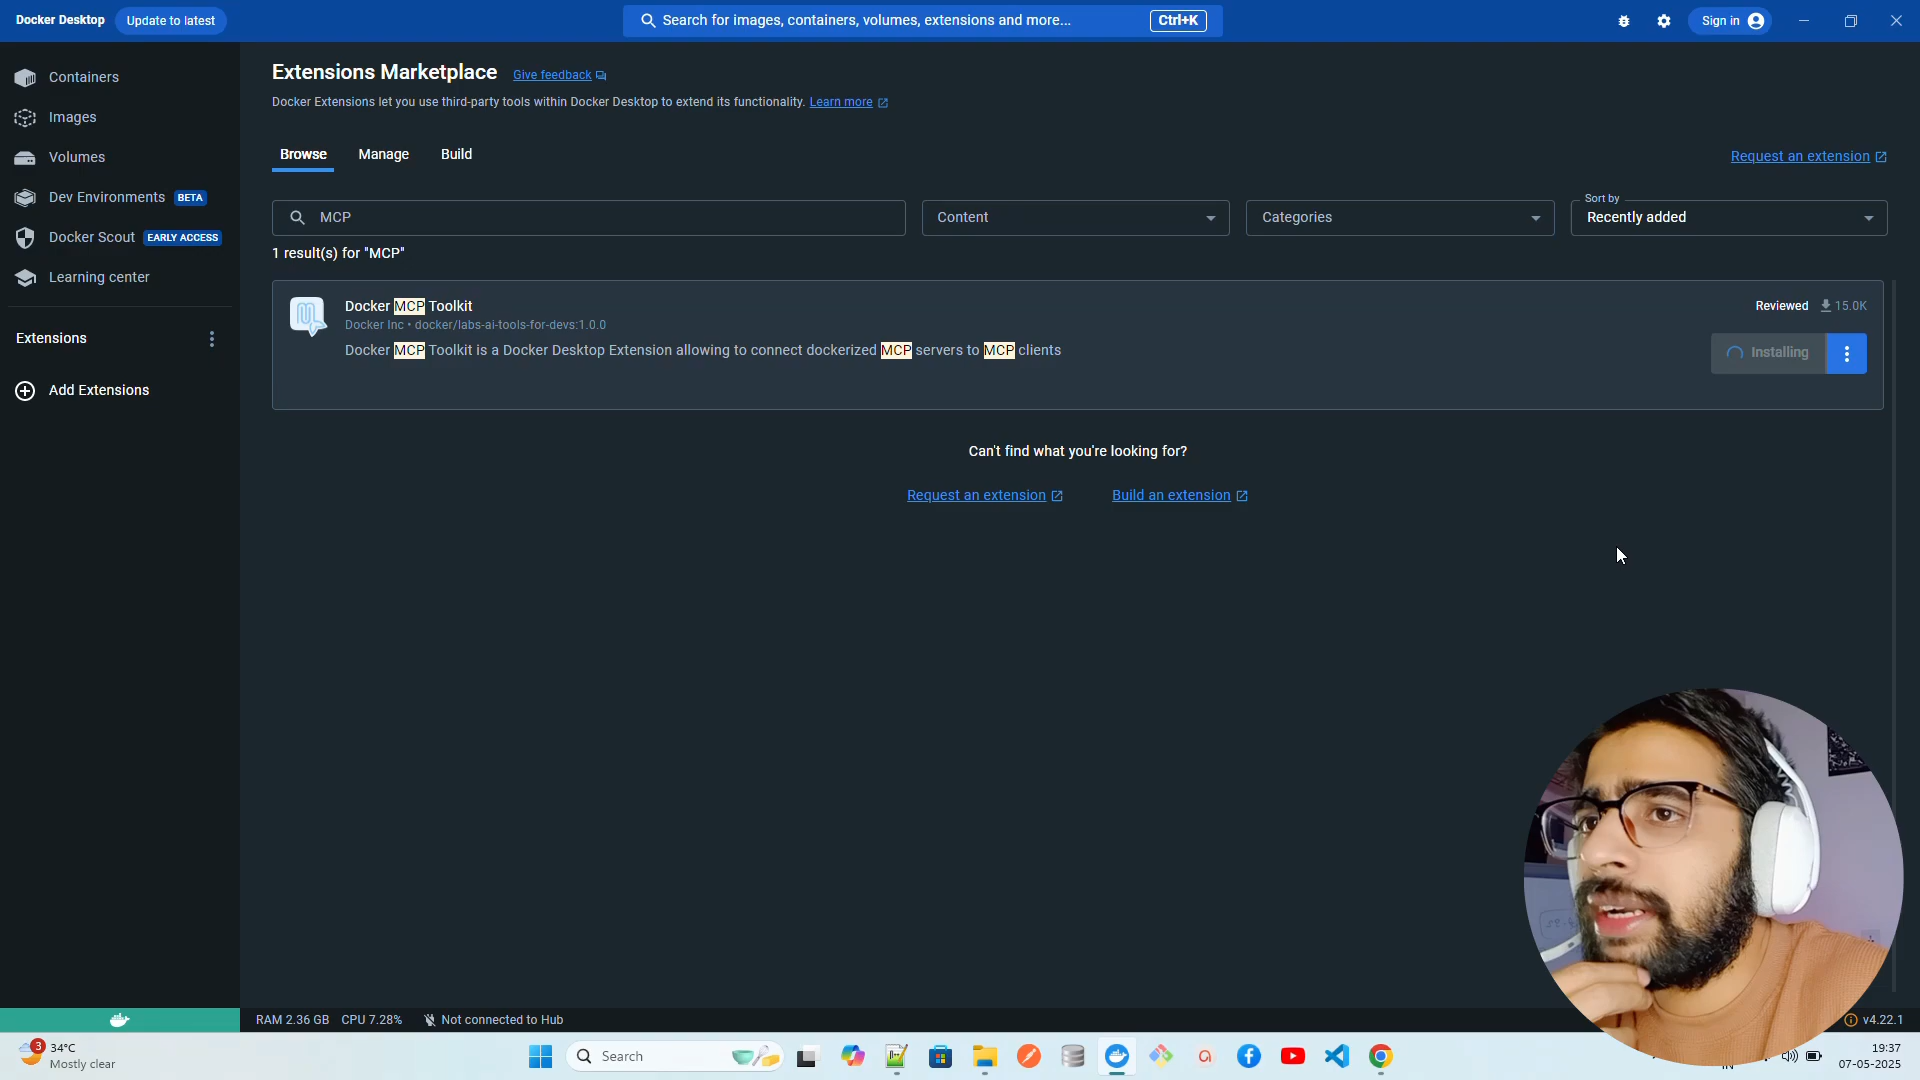 Docker Desktop
Update to latest
Search for images, containers, volumes, extensions and more...
Ctrl+K
Sign in
Containers
Images
Volumes
Dev Environments BETA
Docker Scout EARLY ACCESS
Learning center
Extensions
Add Extensions
Extensions Marketplace
Give feedback
Docker Extensions let you use third-party tools within Docker Desktop to extend its functionality. Learn more
Browse
Manage
Build
Request an extension
MCP
Content
Categories
Sort by
Recently added
1 result(s) for "MCP"
Docker MCP Toolkit
Reviewed
15.0K
Docker Inc • docker/labs-ai-tools-for-devs:1.0.0
Docker MCP Toolkit is a Docker Desktop Extension allowing to connect dockerized MCP servers to MCP clients
Installing
Can't find what you're looking for?
Request an extension
Build an extension
RAM 2.36 GB CPU 7.28%
Not connected to Hub
v4.22.1
3
34°C
Mostly clear
Search
19:37
07-05-2025